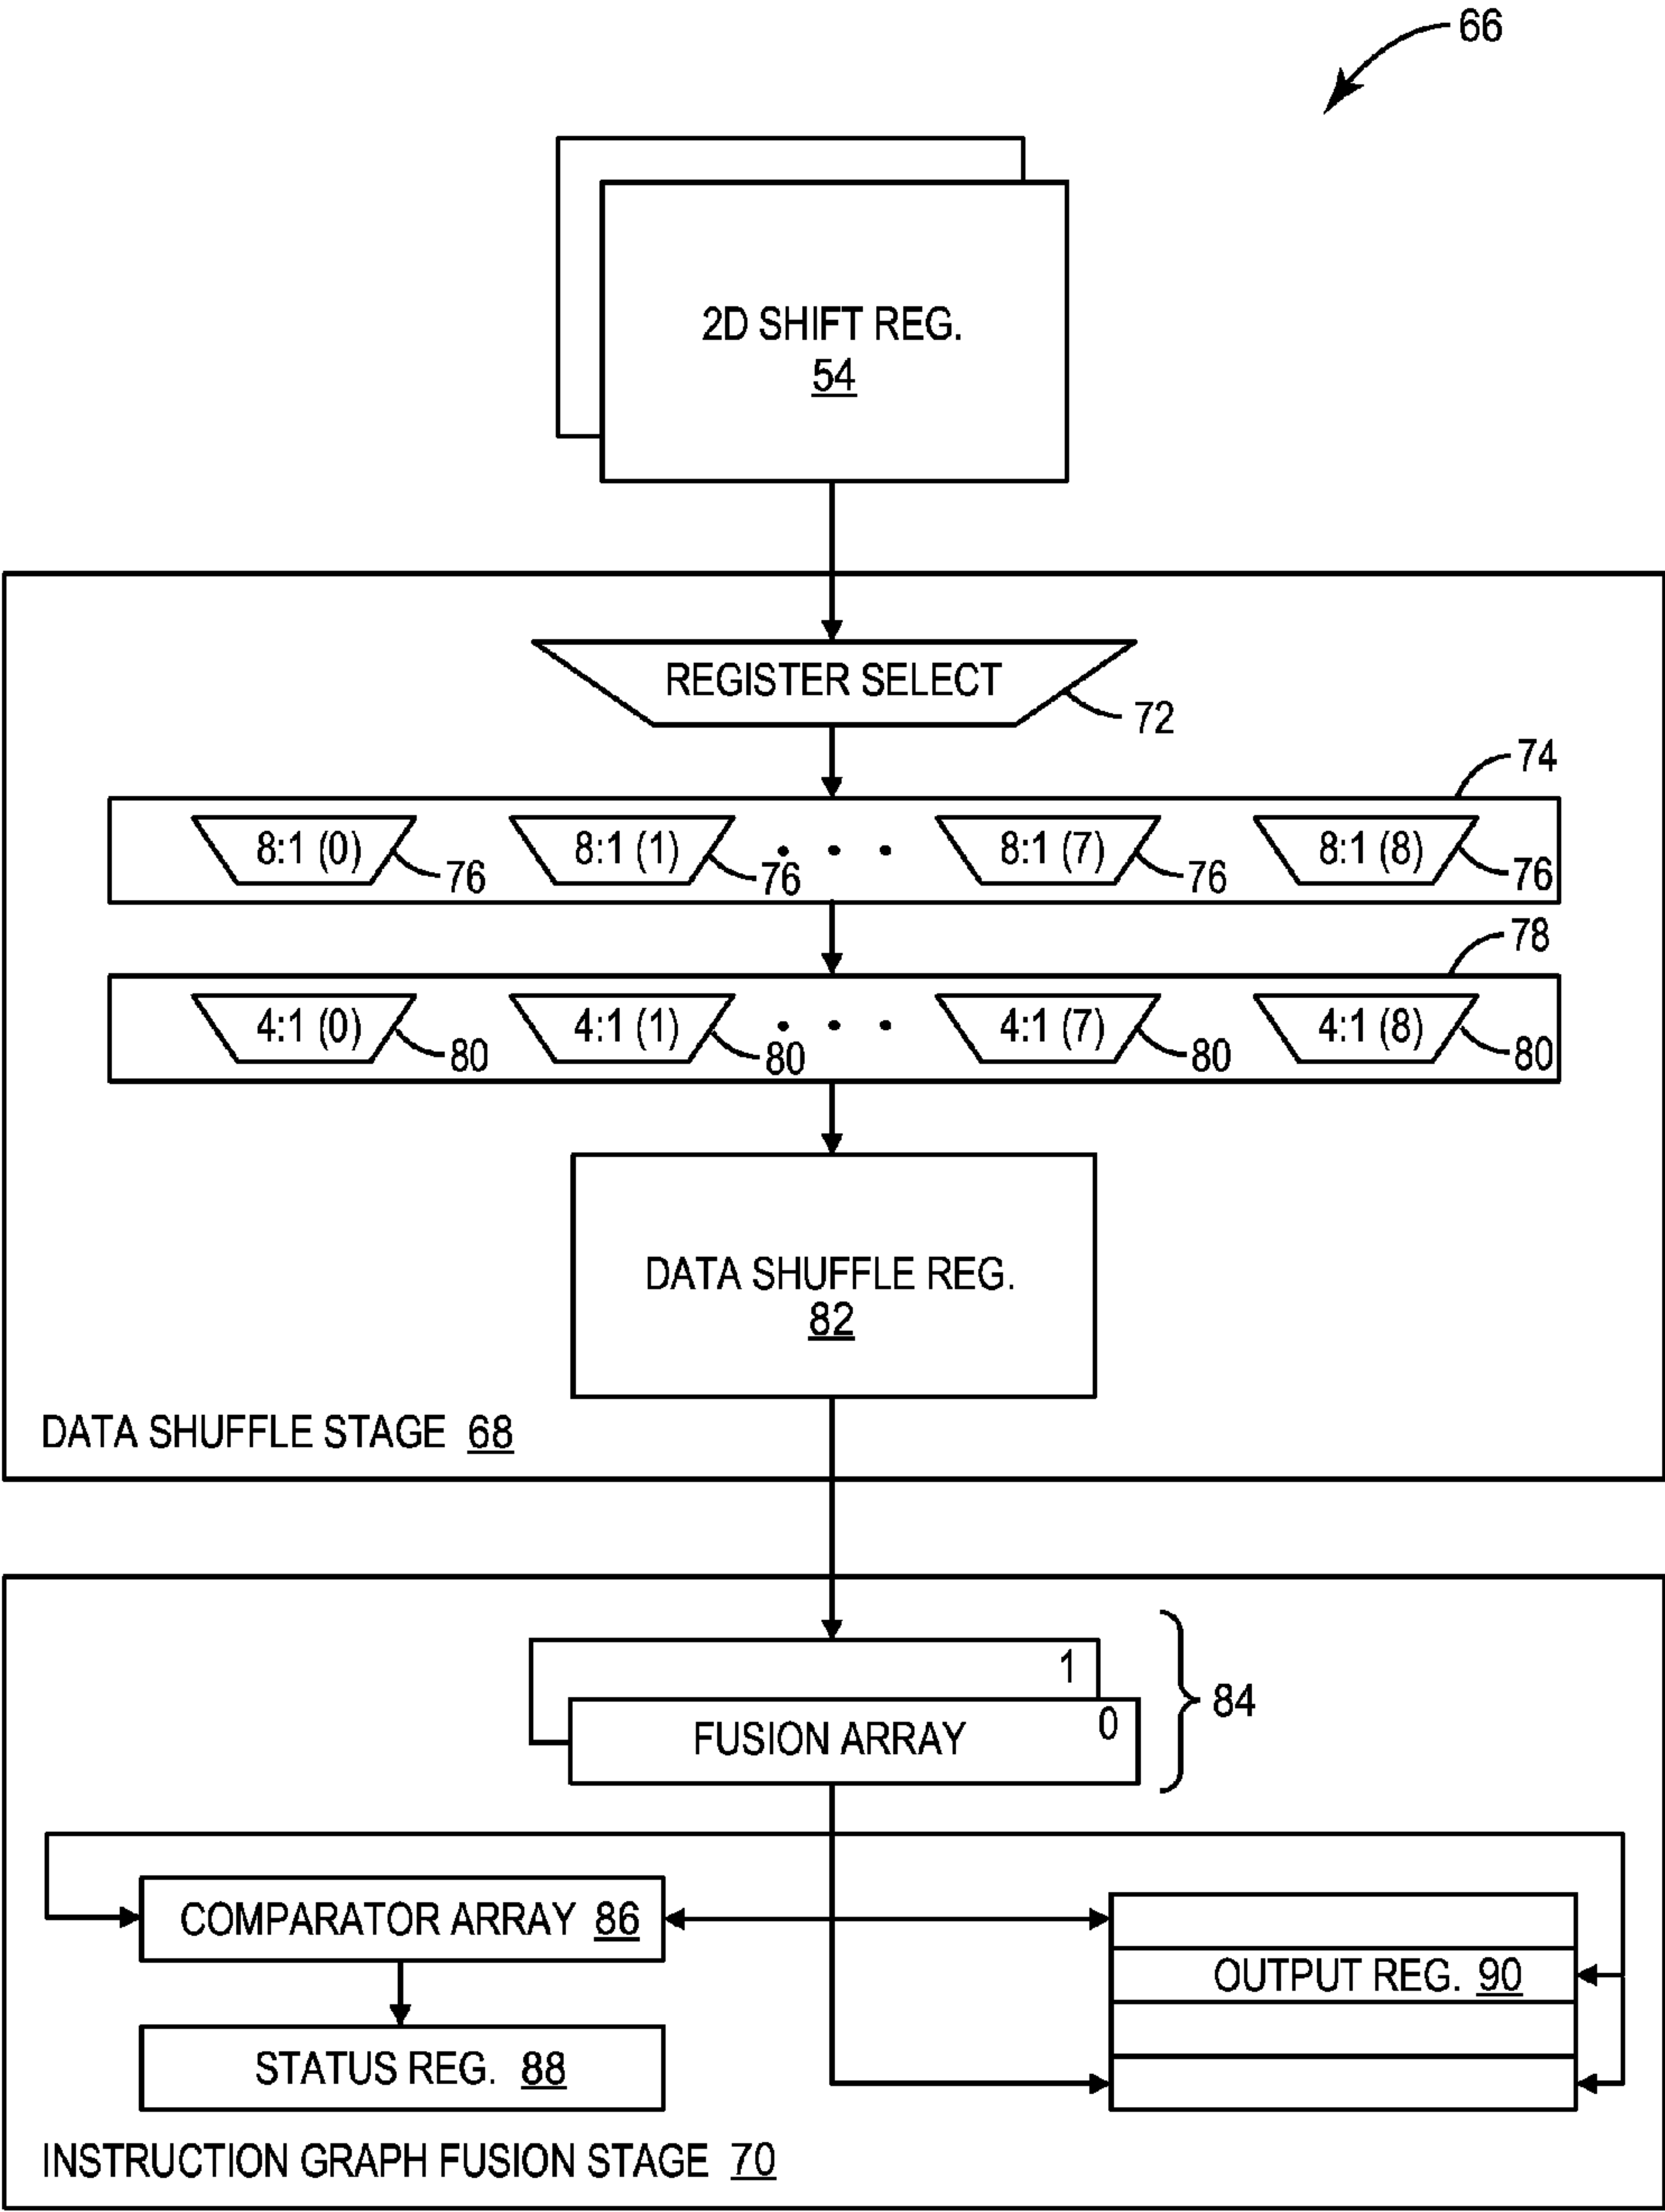 66
2D SHIFT REG.
54
REGISTER SELECT
72
74
8:1 (0) 76 8:1 (1) 76 • • • 8:1 (7) 76 8:1 (8) 76
78
4:1 (0) 80 4:1 (1) 80 • • • 4:1 (7) 80 4:1 (8) 80
DATA SHUFFLE REG.
82
DATA SHUFFLE STAGE 68
1
0
FUSION ARRAY
84
COMPARATOR ARRAY 86
OUTPUT REG. 90
STATUS REG. 88
INSTRUCTION GRAPH FUSION STAGE 70